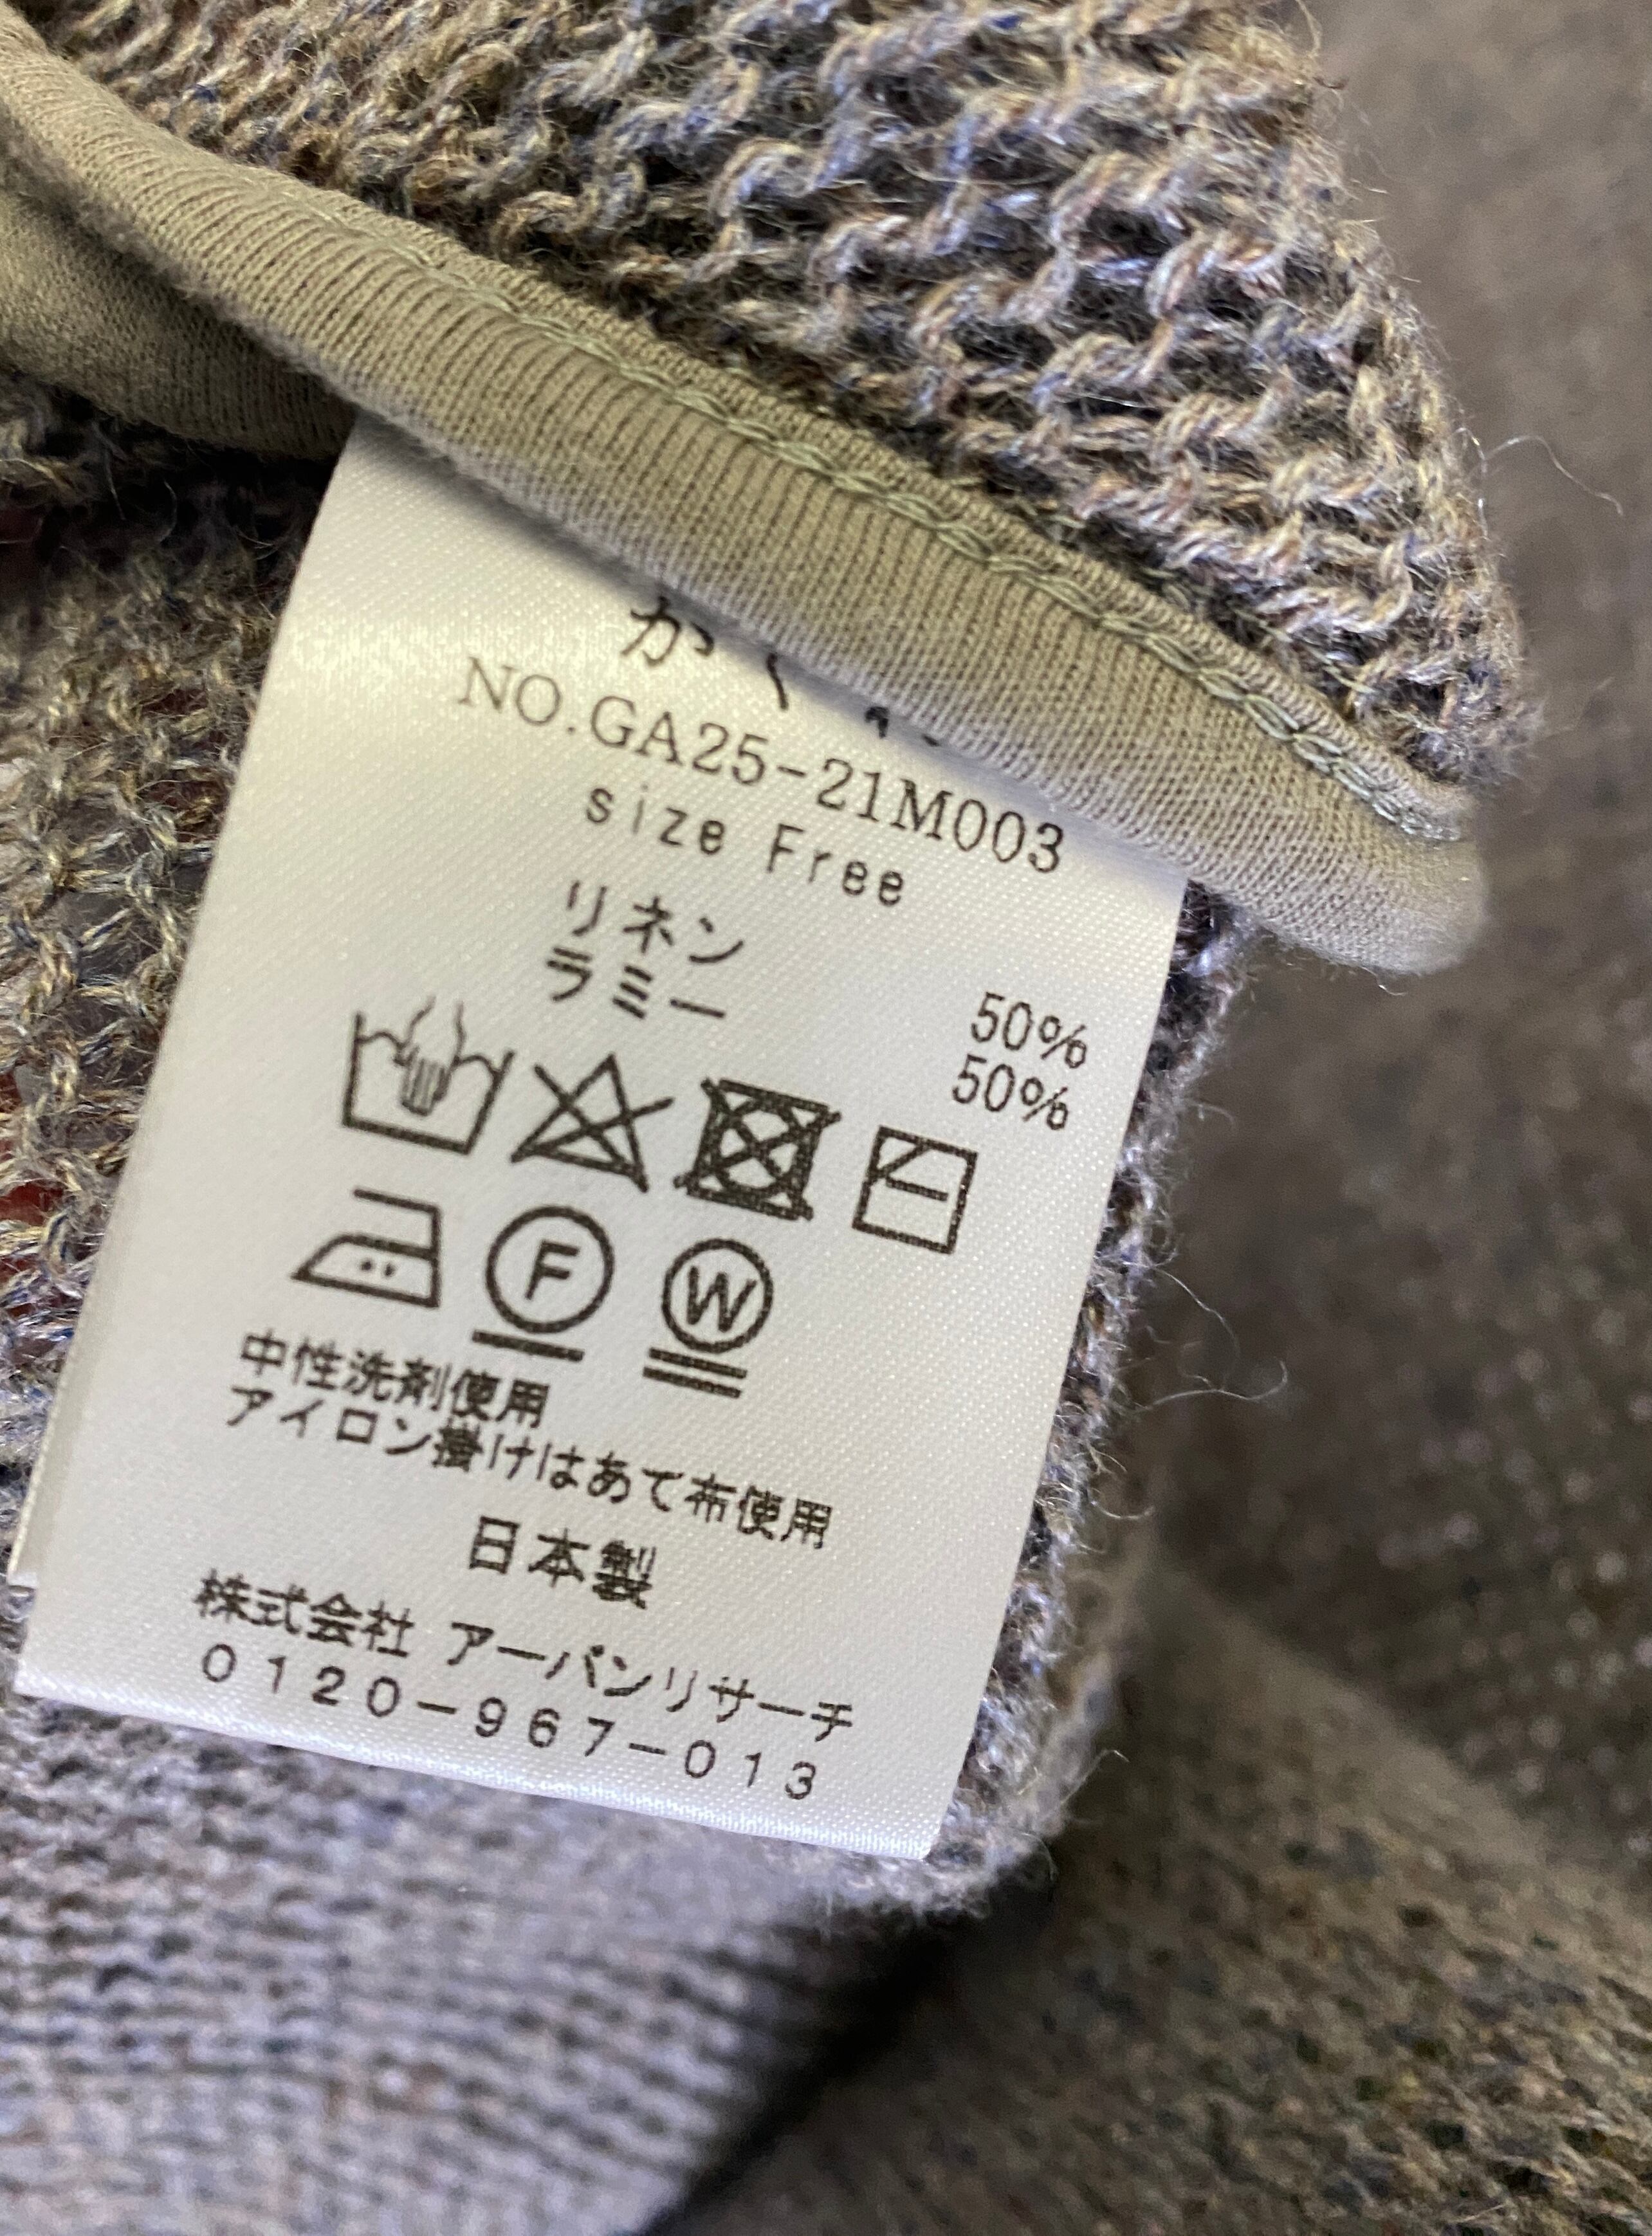 かぐ
NO.GA25-21M003
size Free
リネン 50%
ラミー 50%
F W
中性洗剤使用
アイロン掛けはあて布使用
日本製
株式会社 アーバンリサーチ
0120-967-013